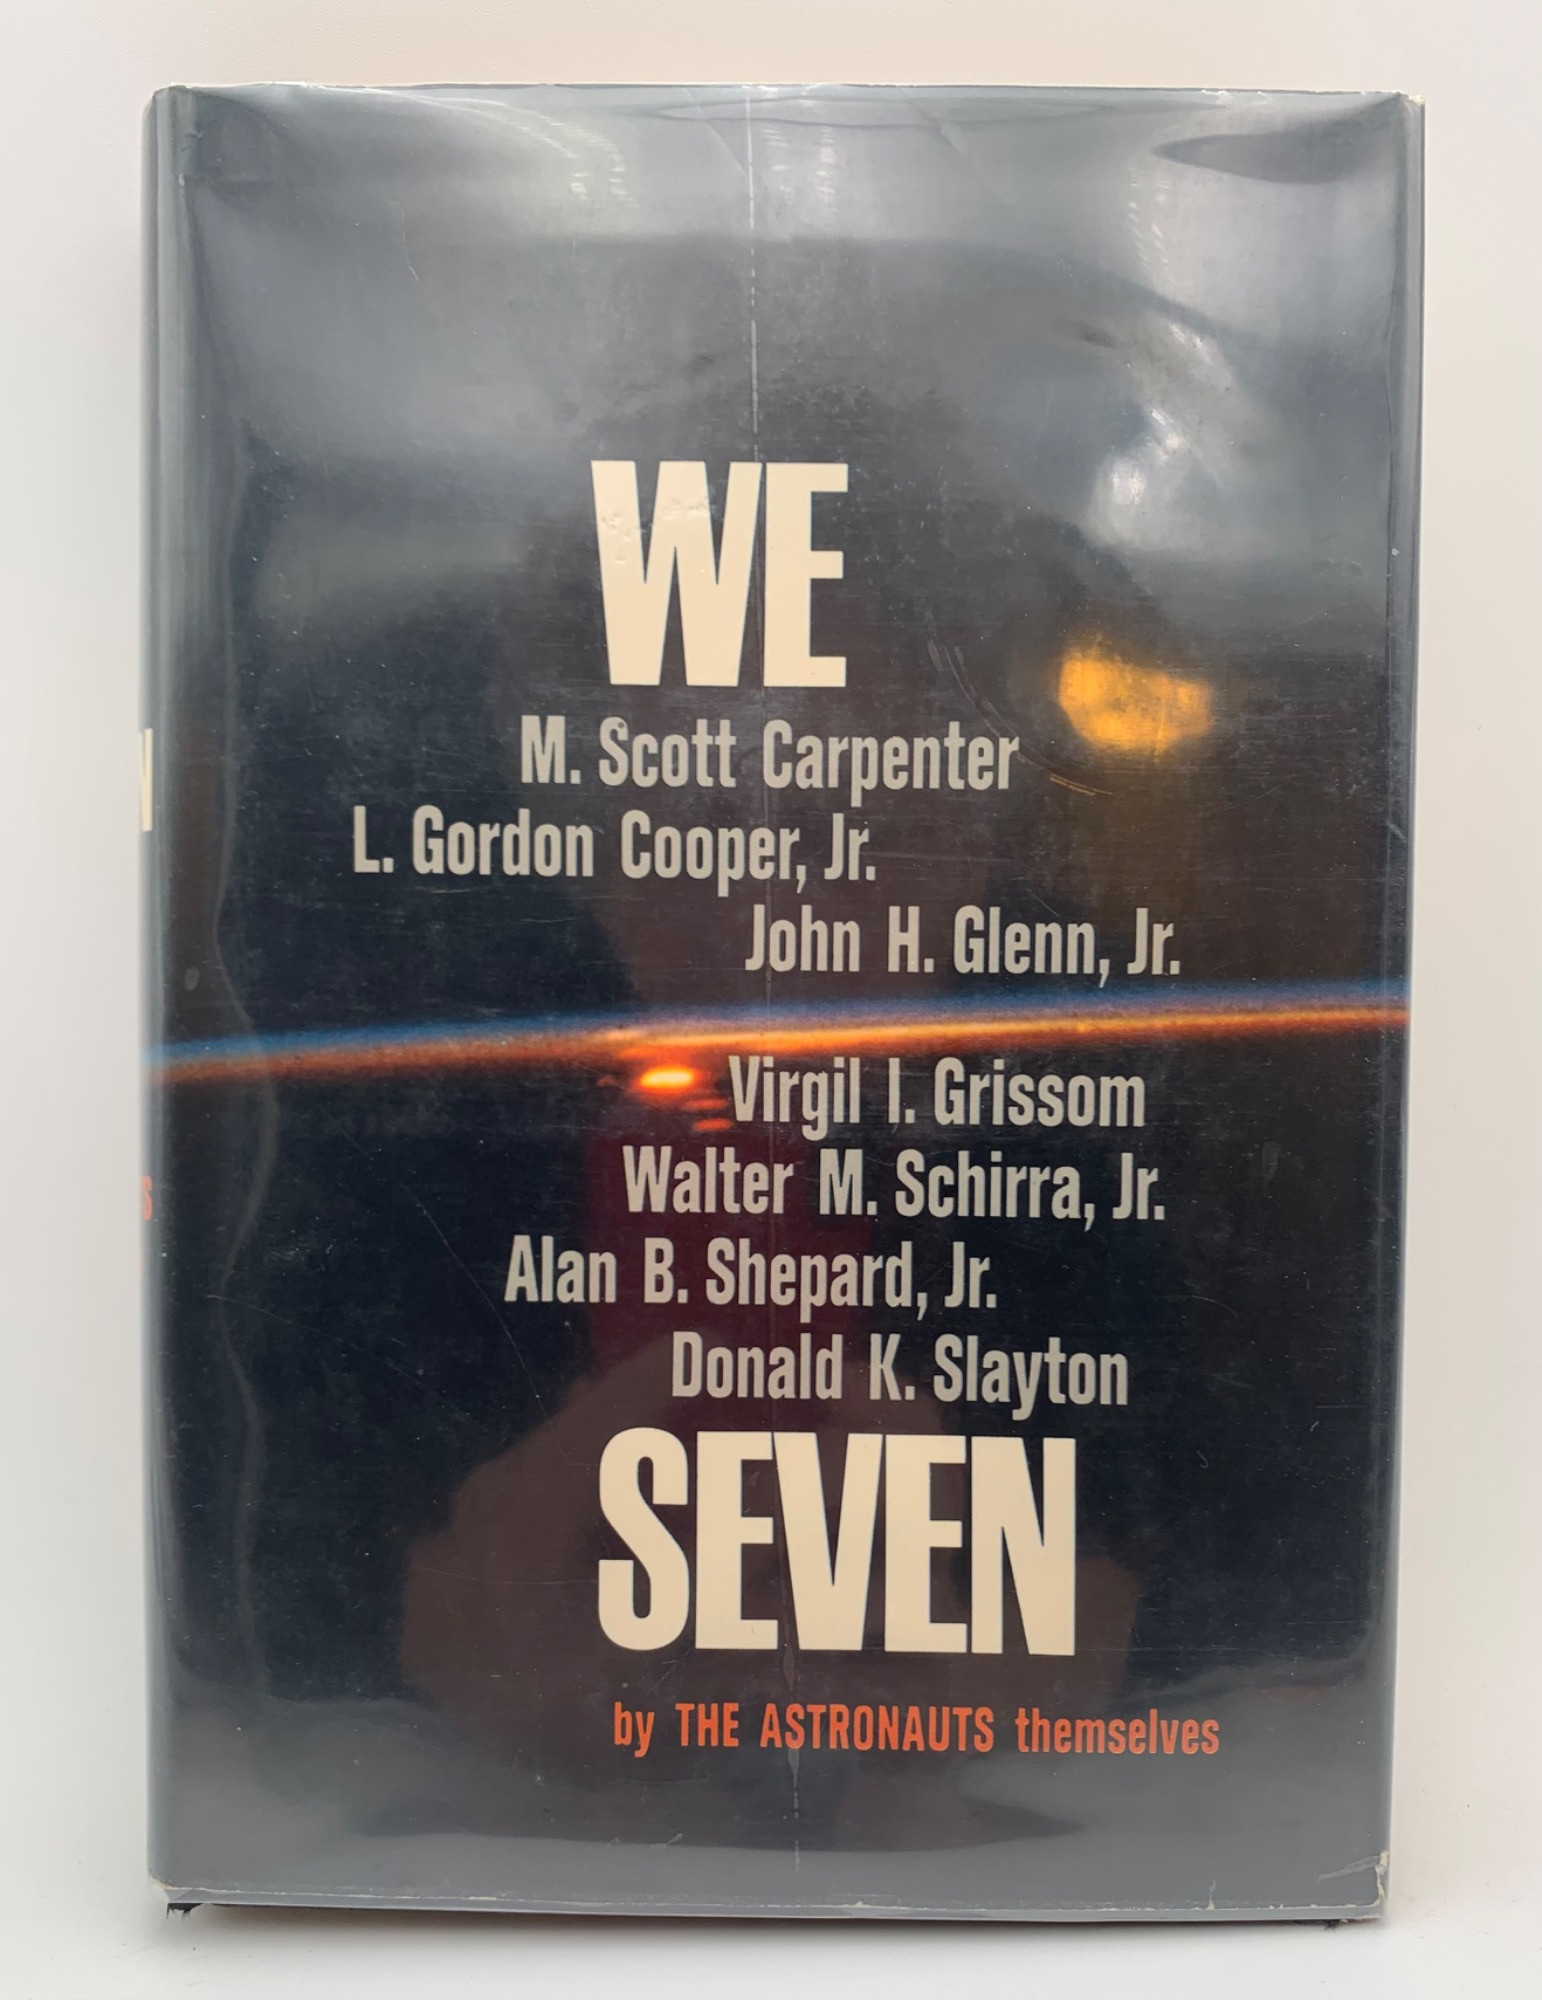 WE
M. Scott Carpenter
L. Gordon Cooper, Jr.
John H. Glenn, Jr.
Virgil I. Grissom
Walter M. Schirra, Jr.
Alan B. Shepard, Jr.
Donald K. Slayton
SEVEN
by THE ASTRONAUTS themselves